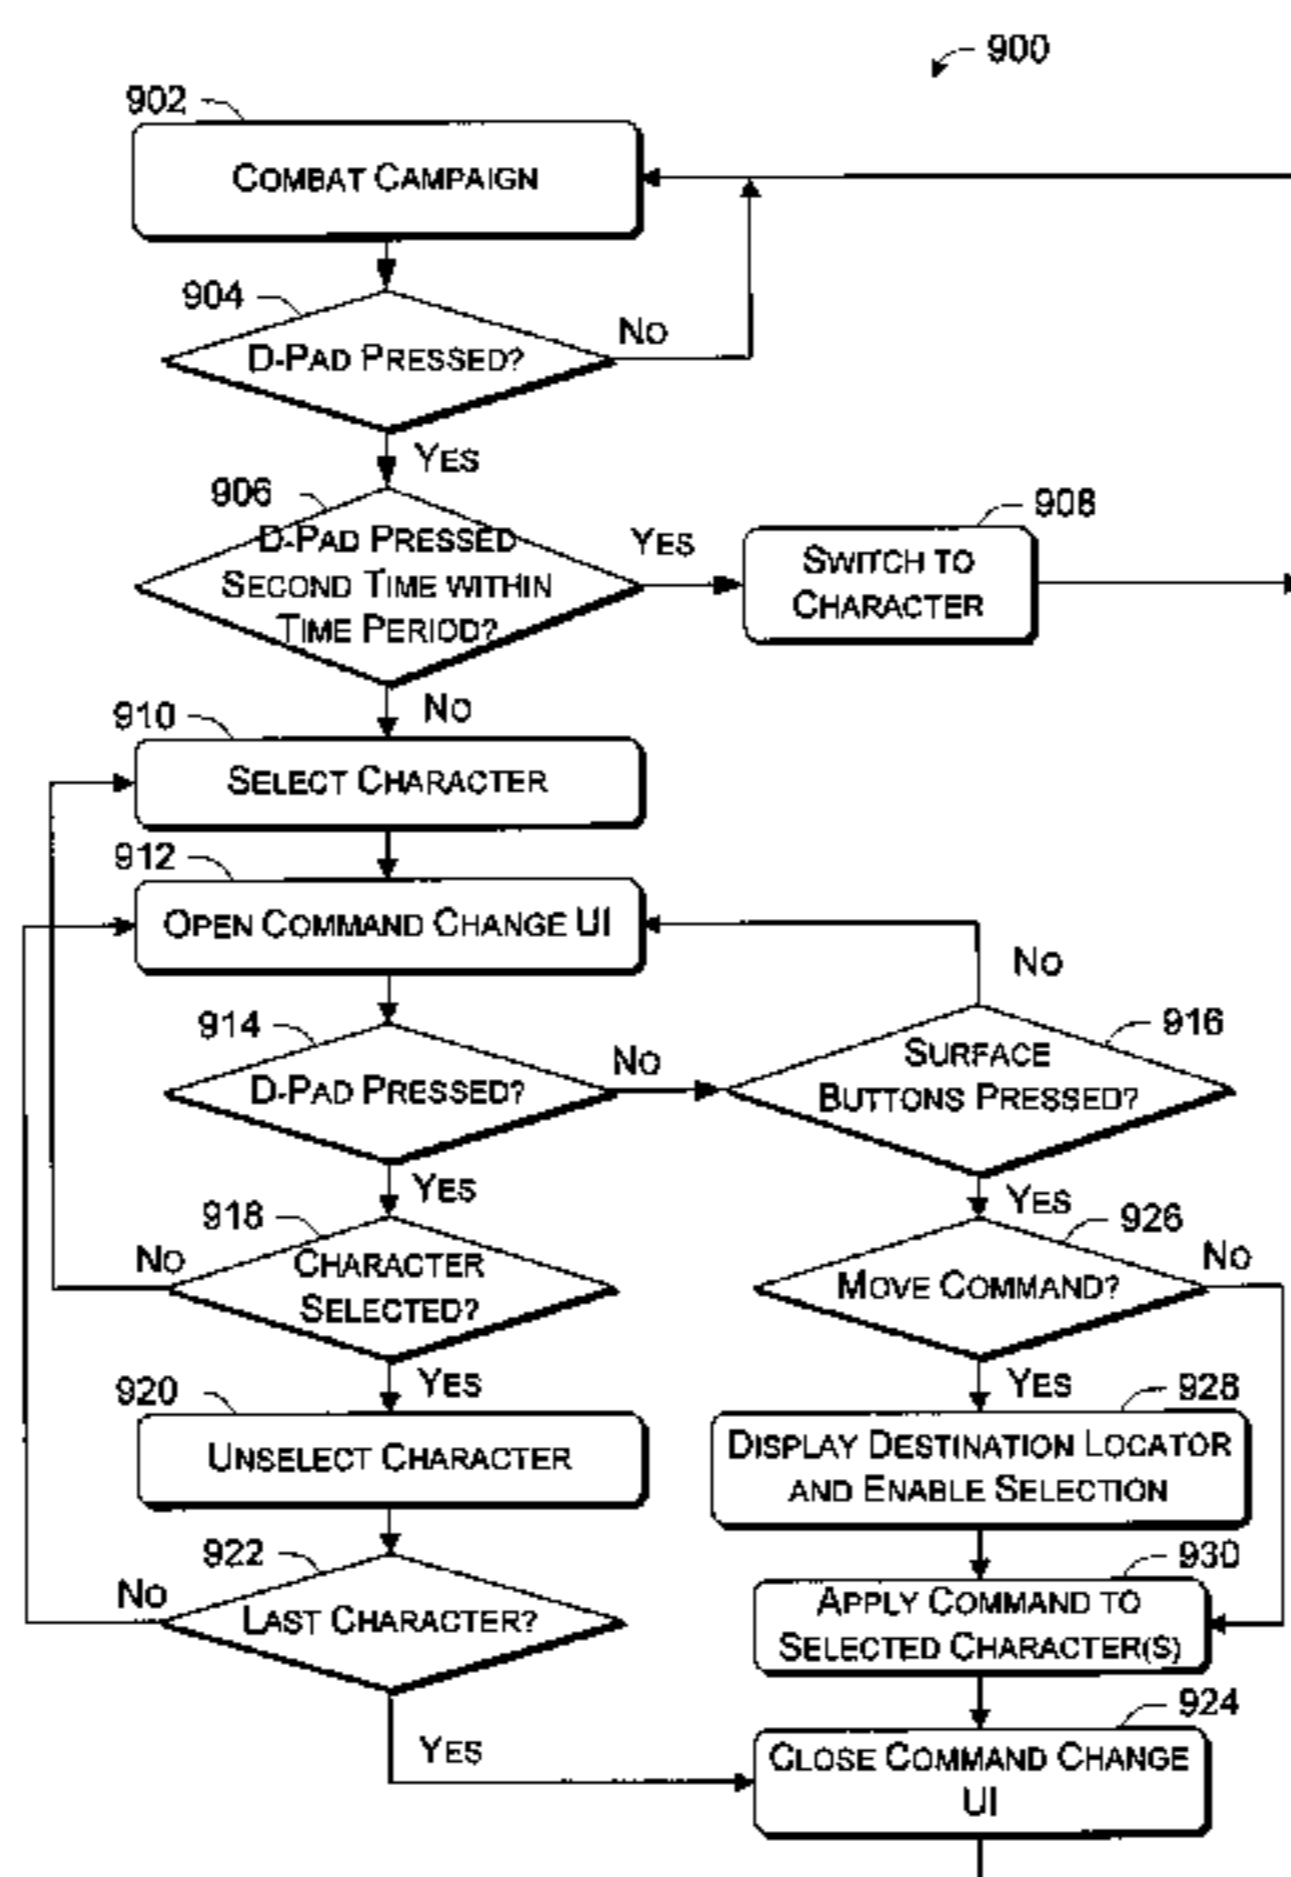 900
902
COMBAT CAMPAIGN
904
D-PAD PRESSED?
NO
YES
906
D-PAD PRESSED
SECOND TIME WITHIN
TIME PERIOD?
YES
908
SWITCH TO
CHARACTER
NO
910
SELECT CHARACTER
912
OPEN COMMAND CHANGE UI
NO
914
D-PAD PRESSED?
NO
916
SURFACE
BUTTONS PRESSED?
YES
YES
918
CHARACTER
SELECTED?
NO
926
MOVE COMMAND?
NO
YES
YES
920
UNSELECT CHARACTER
928
DISPLAY DESTINATION LOCATOR
AND ENABLE SELECTION
922
LAST CHARACTER?
NO
930
APPLY COMMAND TO
SELECTED CHARACTER(S)
YES
924
CLOSE COMMAND CHANGE
UI